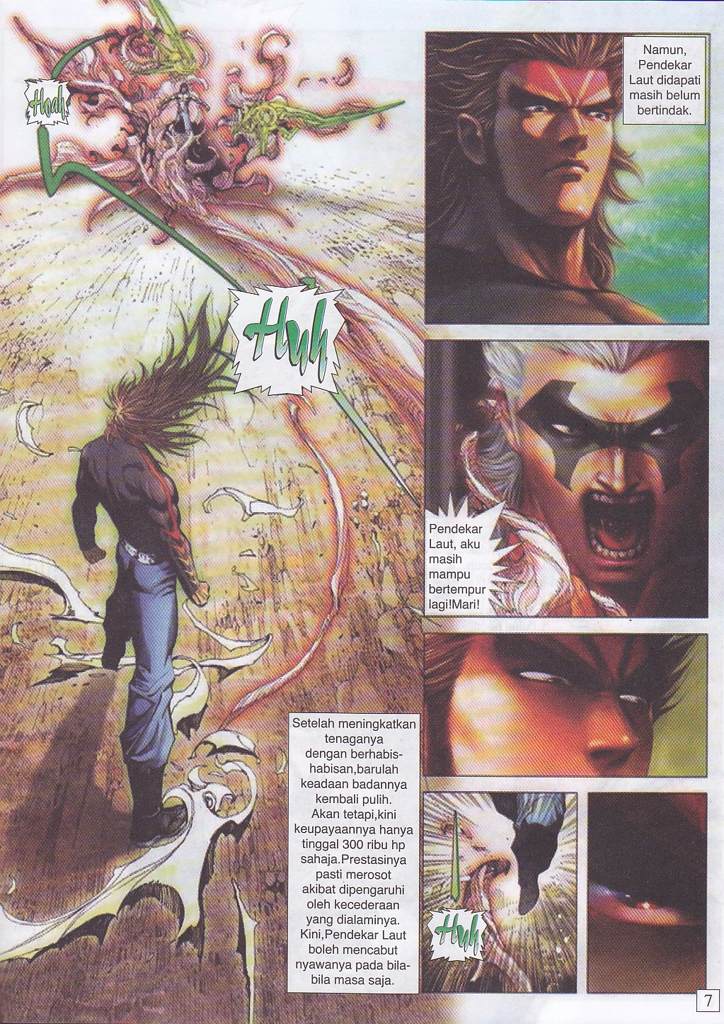 Huah
Huh
Namun,
Pendekar
Laut didapati
masih belum
bertindak.
Pendekar
Laut, aku
masih
mampu
bertempur
lagi!Mari!
Setelah meningkatkan
tenaganya
dengan berhabis-
habisan,barulah
keadaan badannya
kembali pulih.
Akan tetapi,kini
keupayaannya hanya
tinggal 300 ribu hp
sahaja.Prestasinya
pasti merosot
akibat dipengaruhi
oleh kecederaan
yang dialaminya.
Kini,Pendekar Laut
boleh mencabut
nyawanya pada bila-
bila masa saja.
Huh
7